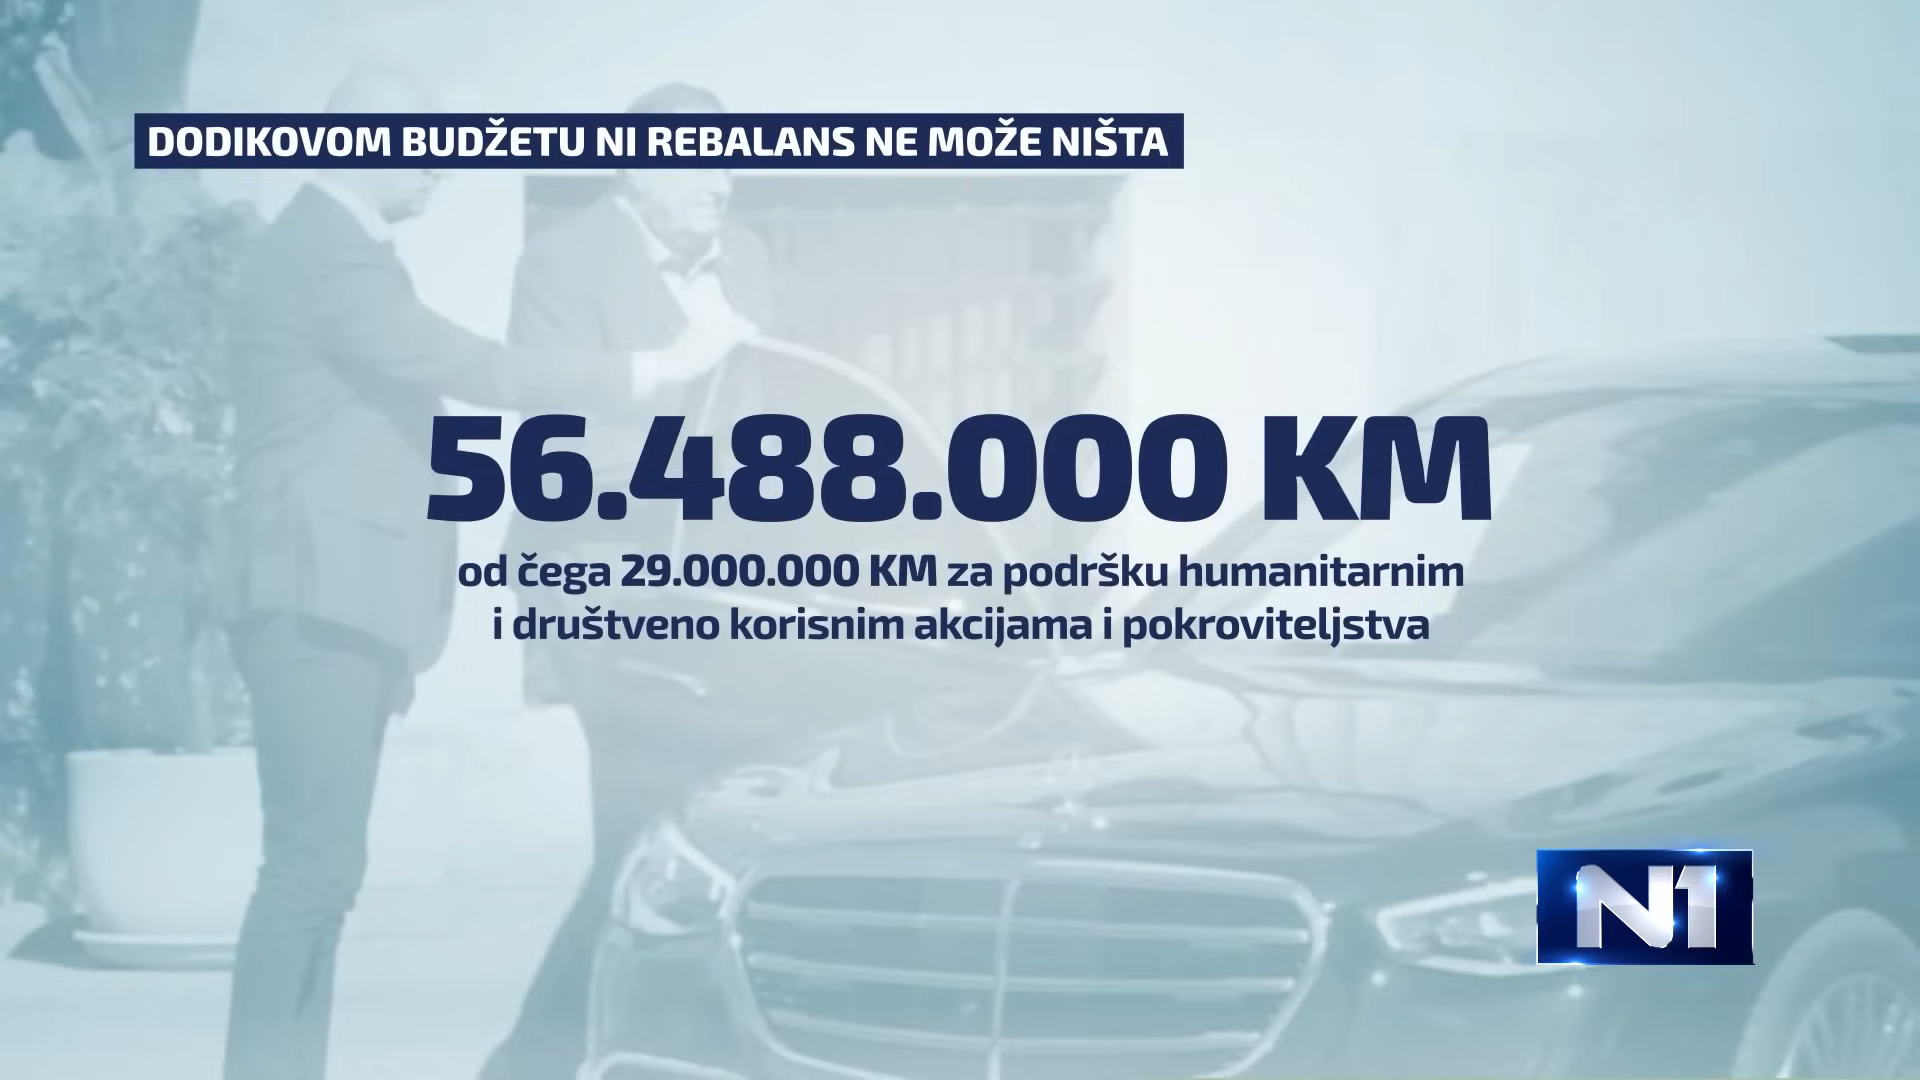 DODIKOVOM BUDŽETU NI REBALANS NE MOŽE NIŠTA
56.488.000 KM
od čega 29.000.000 KM za podršku humanitarnim
i društveno korisnim akcijama i pokroviteljstva
N1